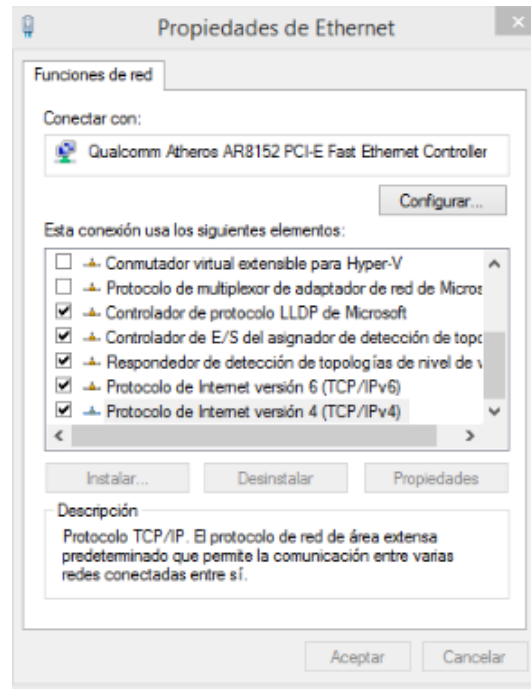 Propiedades de Ethernet
Funciones de red
Conectar con:
Qualcomm Atheros AR8152 PCI-E Fast Ethernet Controller
Configurar...
Esta conexión usa los siguientes elementos:
Conmutador virtual extensible para Hyper-V
Protocolo de multiplexor de adaptador de red de Micros
Controlador de protocolo LLDP de Microsoft
Controlador de E/S del asignador de detección de topo
Respondedor de detección de topologías de nivel de v
Protocolo de Internet versión 6 (TCP/IPv6)
Protocolo de Internet versión 4 (TCP/IPv4)
Instalar... Desinstalar Propiedades
Descripción
Protocolo TCP/IP. El protocolo de red de área extensa
predeterminado que permite la comunicación entre varias
redes conectadas entre sí.
Aceptar Cancelar